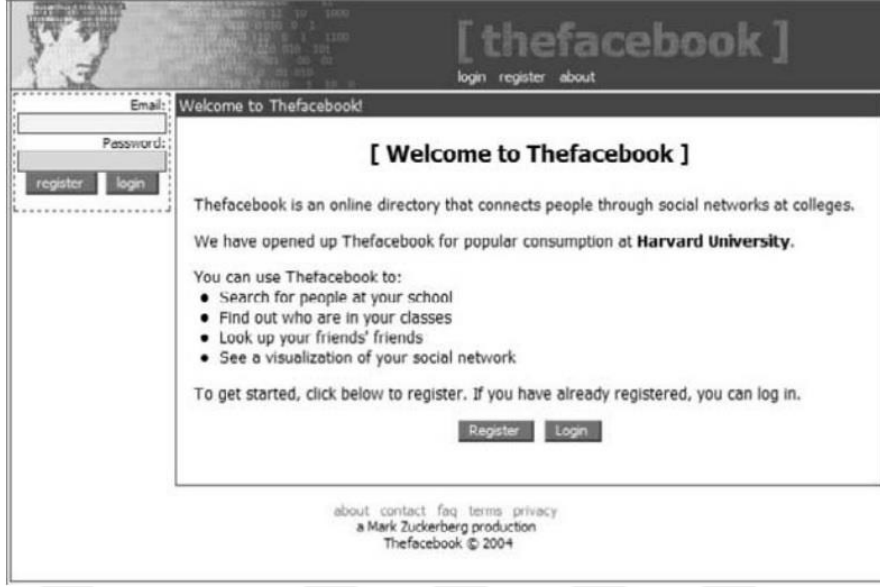 [ thefacebook ]
login register about
Email:
Password:
register login
Welcome to Thefacebook!
[ Welcome to Thefacebook ]
Thefacebook is an online directory that connects people through social networks at colleges.
We have opened up Thefacebook for popular consumption at Harvard University.
You can use Thefacebook to:
• Search for people at your school
• Find out who are in your classes
• Look up your friends' friends
• See a visualization of your social network
To get started, click below to register. If you have already registered, you can log in.
Register Login
about contact faq terms privacy
a Mark Zuckerberg production
Thefacebook © 2004